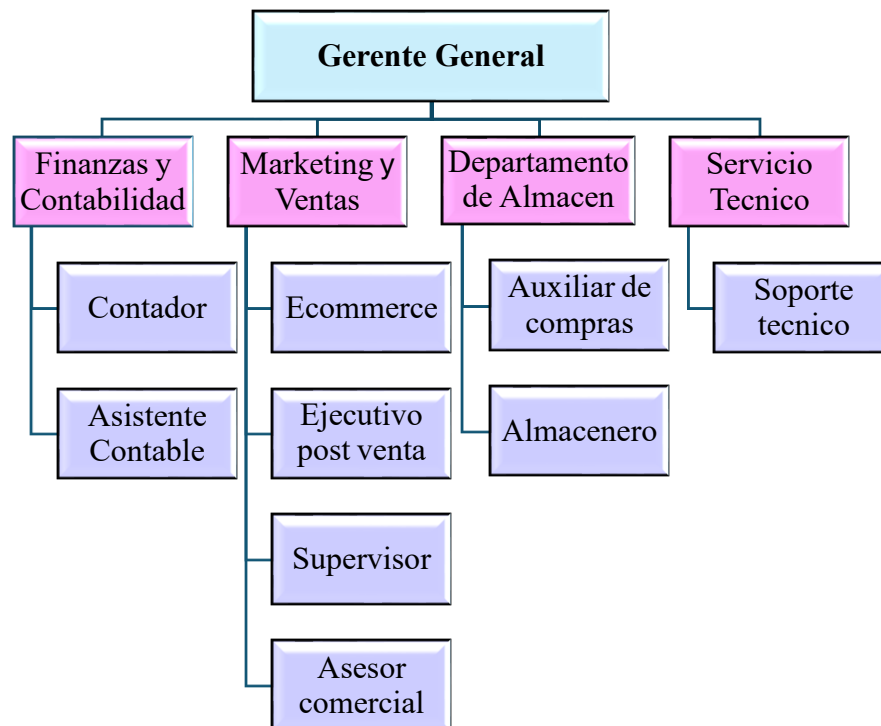 Gerente General
Finanzas y
Contabilidad
Marketing y
Ventas
Departamento
de Almacen
Servicio
Tecnico
Contador
Asistente
Contable
Ecommerce
Ejecutivo
post venta
Supervisor
Asesor
comercial
Auxiliar de
compras
Almacenero
Soporte
tecnico